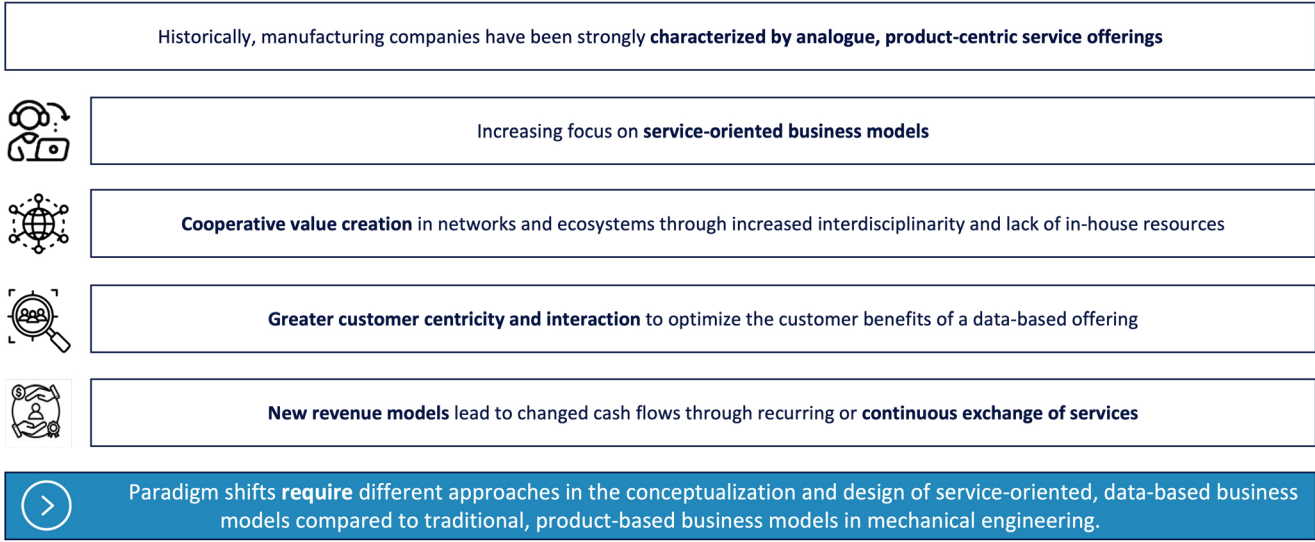 Historically, manufacturing companies have been strongly characterized by analogue, product-centric service offerings
Increasing focus on service-oriented business models
Cooperative value creation in networks and ecosystems through increased interdisciplinarity and lack of in-house resources
Greater customer centricity and interaction to optimize the customer benefits of a data-based offering
$
New revenue models lead to changed cash flows through recurring or continuous exchange of services
Paradigm shifts require different approaches in the conceptualization and design of service-oriented, data-based business
models compared to traditional, product-based business models in mechanical engineering.